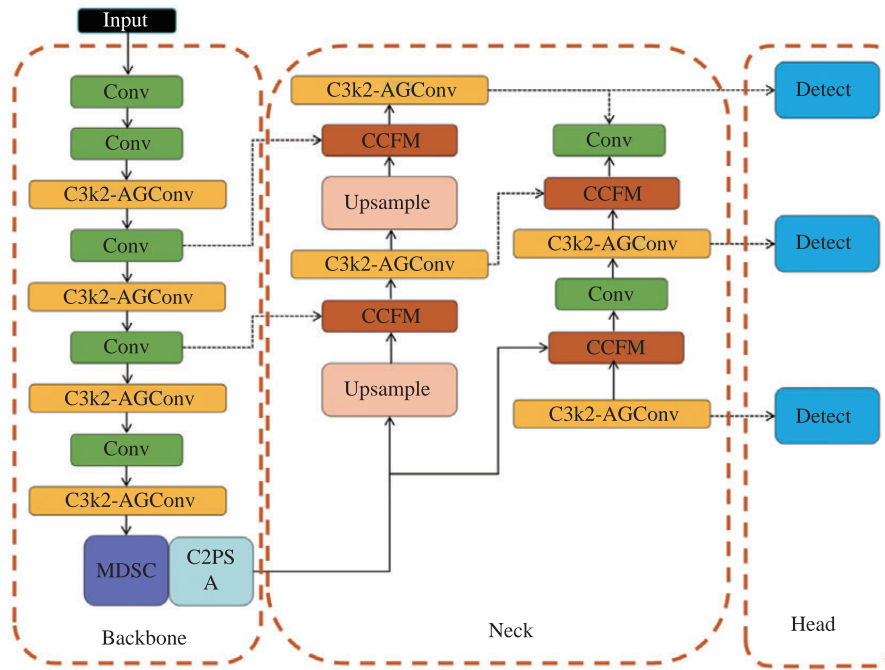 Input
Conv
Conv
C3k2-AGConv
Conv
C3k2-AGConv
Conv
C3k2-AGConv
Conv
C3k2-AGConv
MDSC
C2PS
A
Backbone
C3k2-AGConv
CCFM
Upsample
C3k2-AGConv
CCFM
Upsample
Conv
CCFM
C3k2-AGConv
Conv
CCFM
C3k2-AGConv
Neck
Detect
Detect
Detect
Head